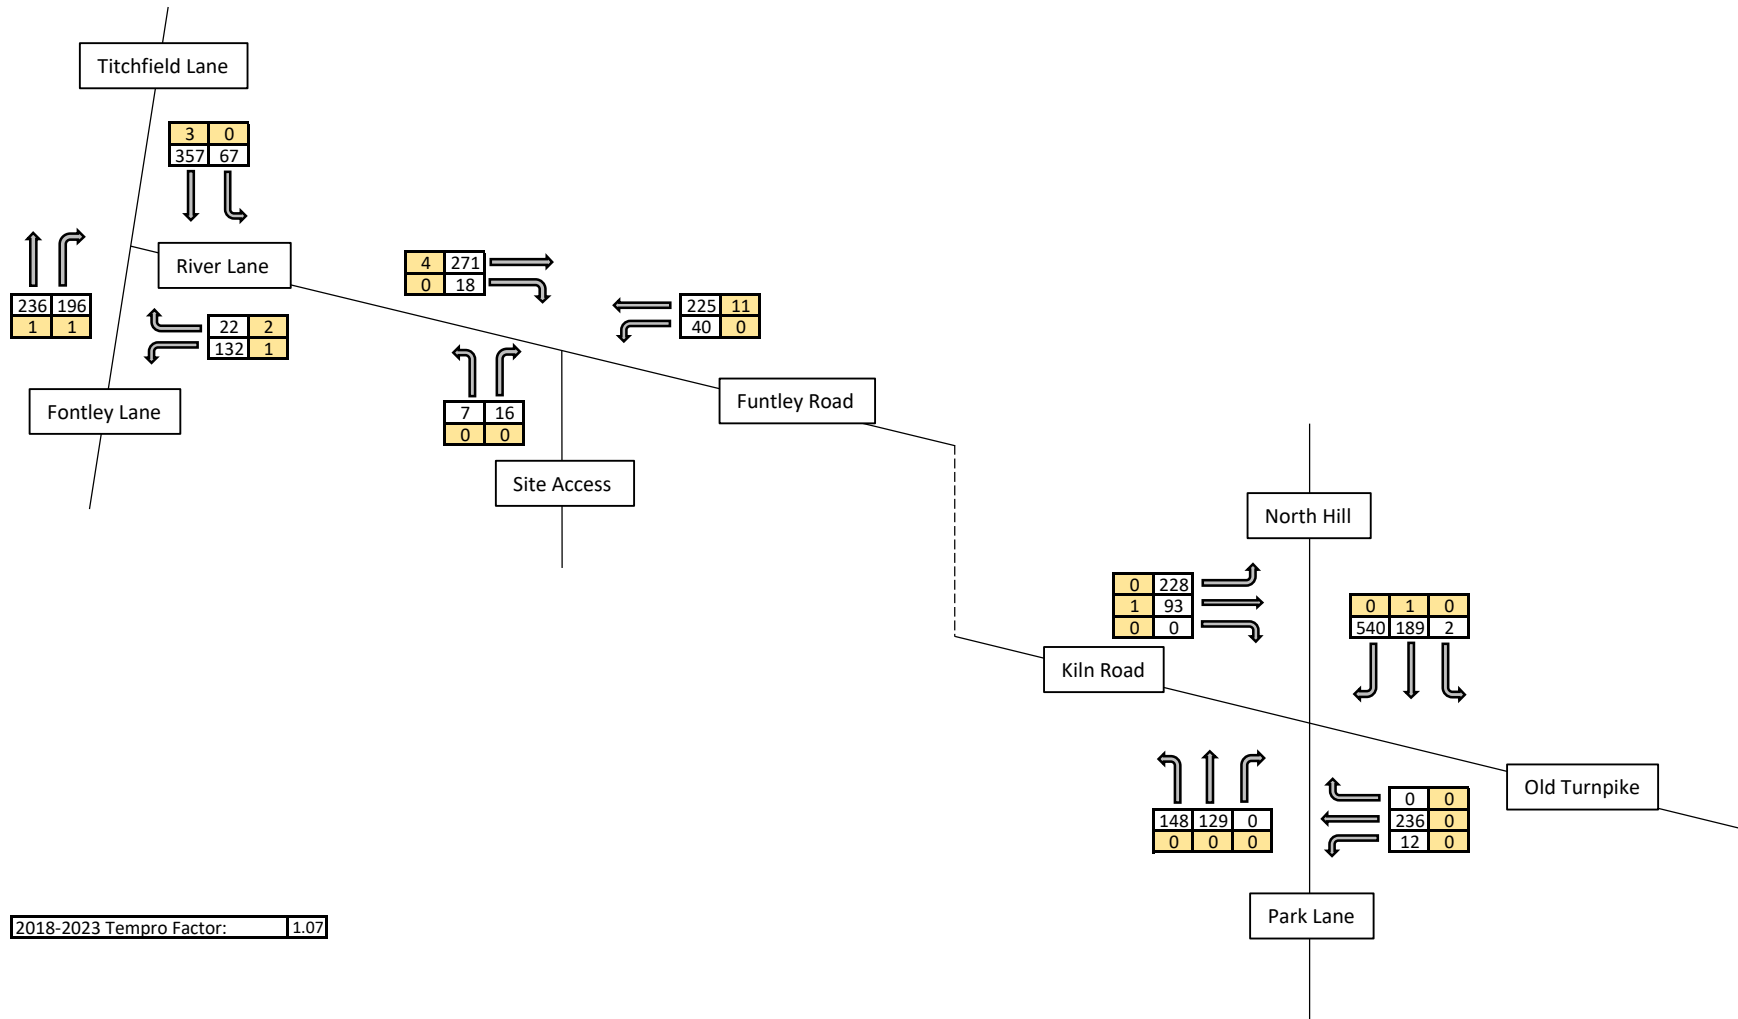 Titchfield Lane
3 0
357 67
River Lane
4 271
0 18
236 196
1 1
225 11
40 0
22 2
132 1
Fontley Lane
7 16
0 0
Funtley Road
Site Access
North Hill
0 228
1 93
0 0
0 1 0
540 189 2
Kiln Road
Old Turnpike
148 129 0
0 0 0
0 0
236 0
12 0
Park Lane
2018-2023 Tempro Factor: 1.07